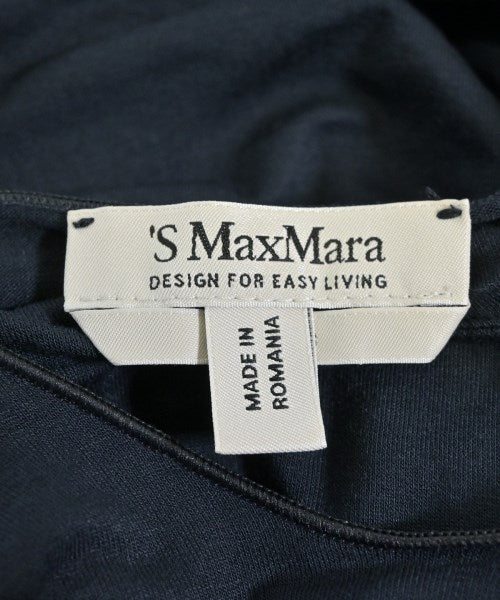 'S MaxMara
DESIGN FOR EASY LIVING
MADE IN
ROMANIA